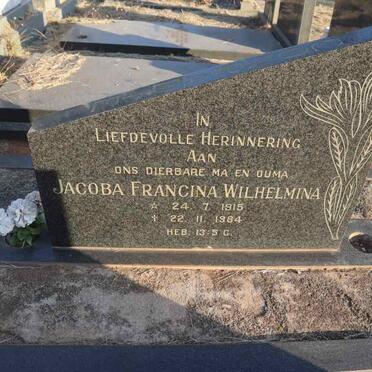 IN
LIEFDEVOLLE HERINNERING
AAN
ONS DIERBARE MA EN OUMA
JACOBA FRANCINA WILHELMINA
☆ 24. 7. 1915
✝ 22. 11. 1984
HEB. 13:5 C.